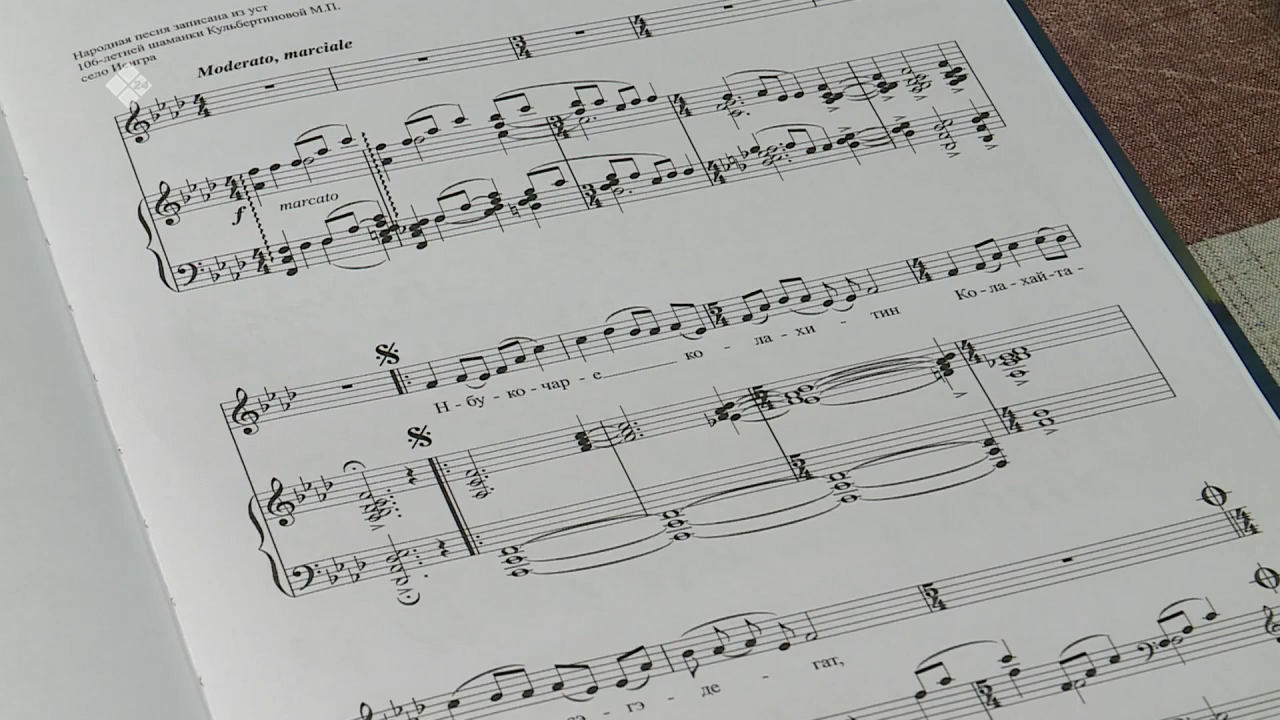 Народная песня записана из уст
106-летней шаманки Кульбертиновой М.П.
село Иенгра
Moderato, marciale
marcato
f
Н - бу - ко - чар - е ко - ла - хи - тин Ко - ла - хай - та -
гэ - де - гат,
24